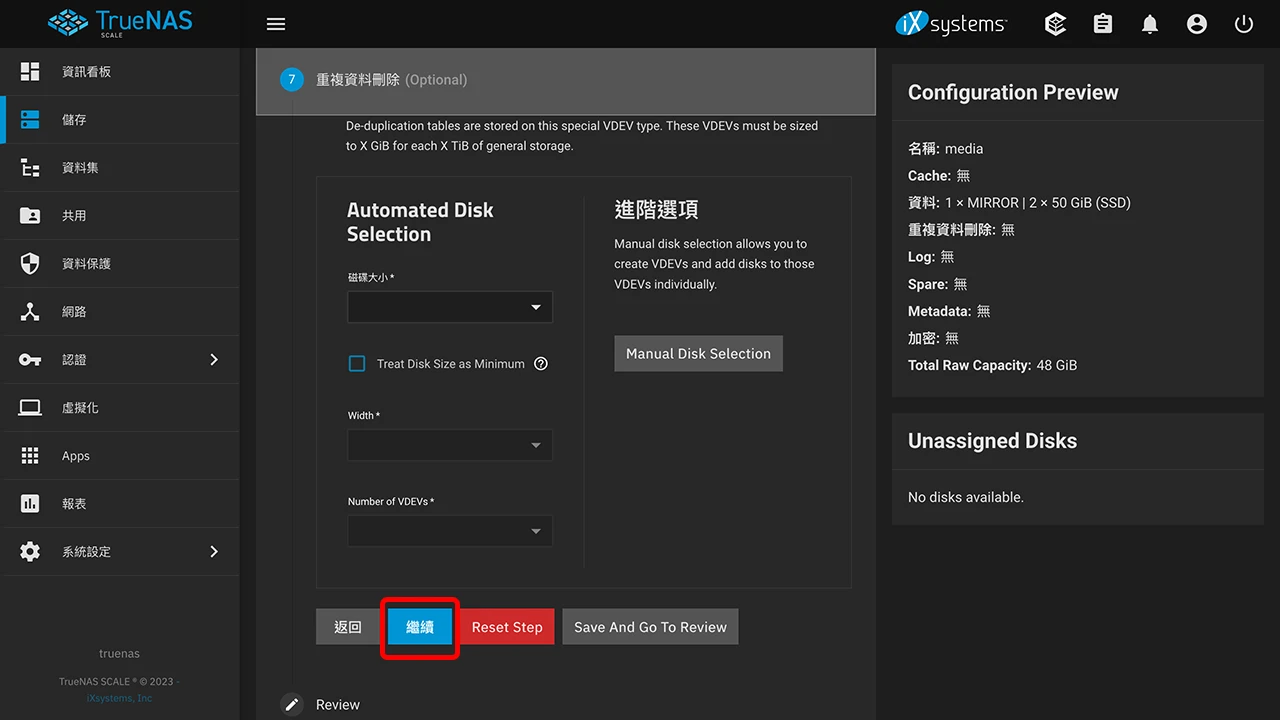 TrueNAS
SCALE
iXsystems
資訊看板
儲存
資料集
共用
資料保護
網路
認證
虛擬化
Apps
報表
系統設定
truenas
TrueNAS SCALE ® © 2023 -
iXsystems, Inc
7 重複資料刪除 (Optional)
De-duplication tables are stored on this special VDEV type. These VDEVs must be sized
to X GiB for each X TiB of general storage.
Automated Disk
Selection
磁碟大小 *
Treat Disk Size as Minimum
Width *
Number of VDEVs *
進階選項
Manual disk selection allows you to
create VDEVs and add disks to those
VDEVs individually.
Manual Disk Selection
返回 繼續 Reset Step Save And Go To Review
Review
Configuration Preview
名稱: media
Cache: 無
資料: 1 × MIRROR | 2 × 50 GiB (SSD)
重複資料刪除: 無
Log: 無
Spare: 無
Metadata: 無
加密: 無
Total Raw Capacity: 48 GiB
Unassigned Disks
No disks available.